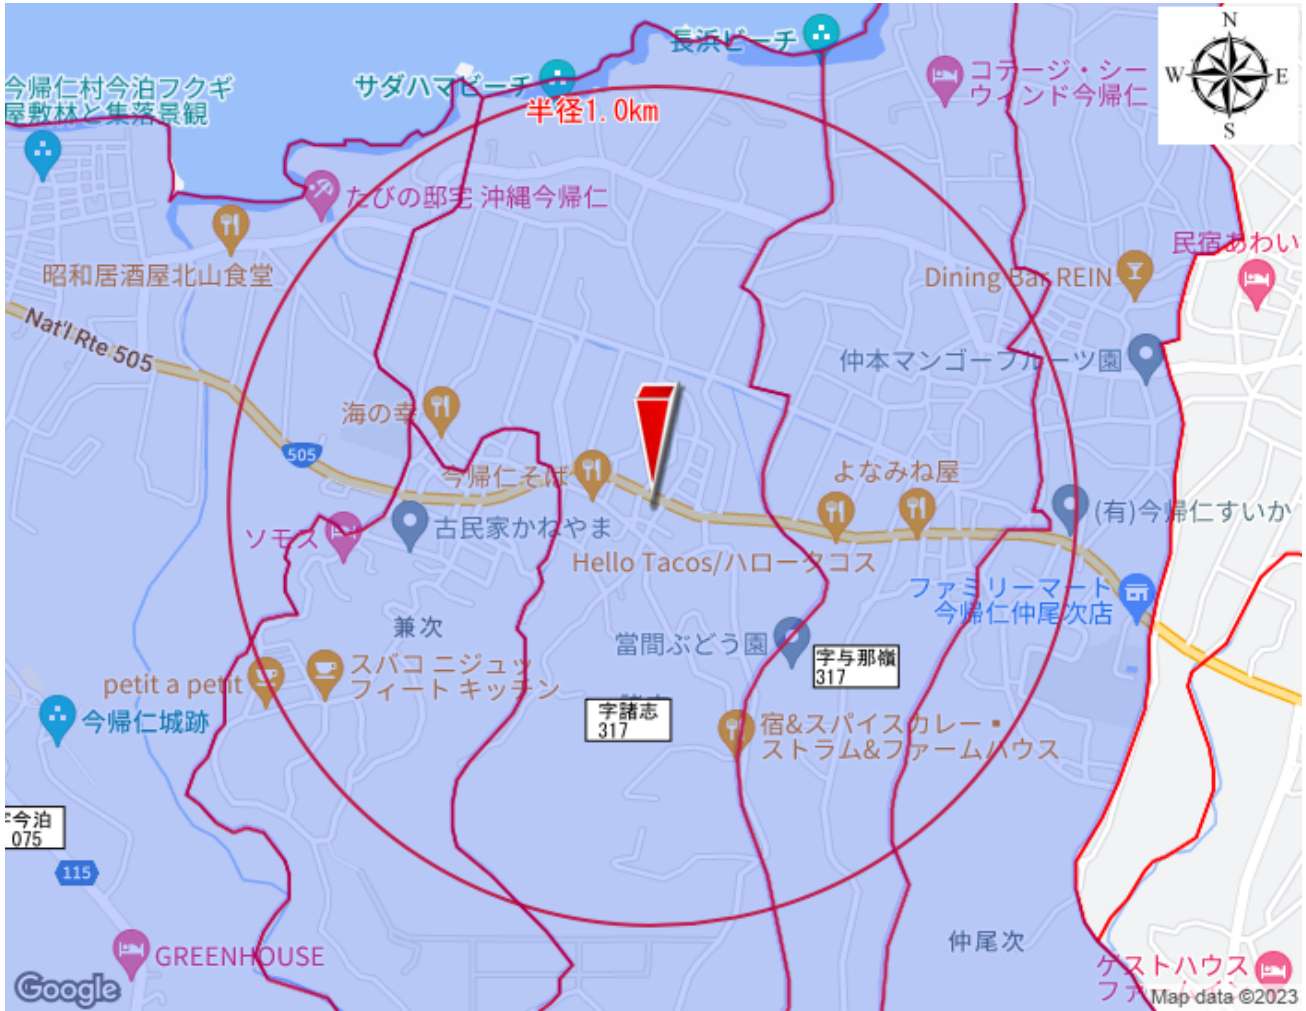 N
W
E
S
長浜ビーチ
サダハマビーチ
コテージ・シー
ウィンド今帰仁
今帰仁村今泊フクギ
屋敷林と集落景観
半径1.0km
たびの邸宅 沖縄今帰仁
民宿あわい
昭和居酒屋北山食堂
Dining Bar REIN
Nat'l Rte 505
仲本マンゴーフルーツ園
海の幸
505
今帰仁そば
よなみね屋
ソモス
古民家かねやま
(有)今帰仁すいか
Hello Tacos/ハロータコス
ファミリーマート
今帰仁仲尾次店
兼次
當間ぶどう園
字与那嶺
317
スバコ ニジュッ
フィート キッチン
petit a petit
今帰仁城跡
字諸志
317
宿&スパイスカレー・
ストラム&ファームハウス
字今泊
075
115
仲尾次
GREENHOUSE
ゲストハウス
Google
Map data ©2023